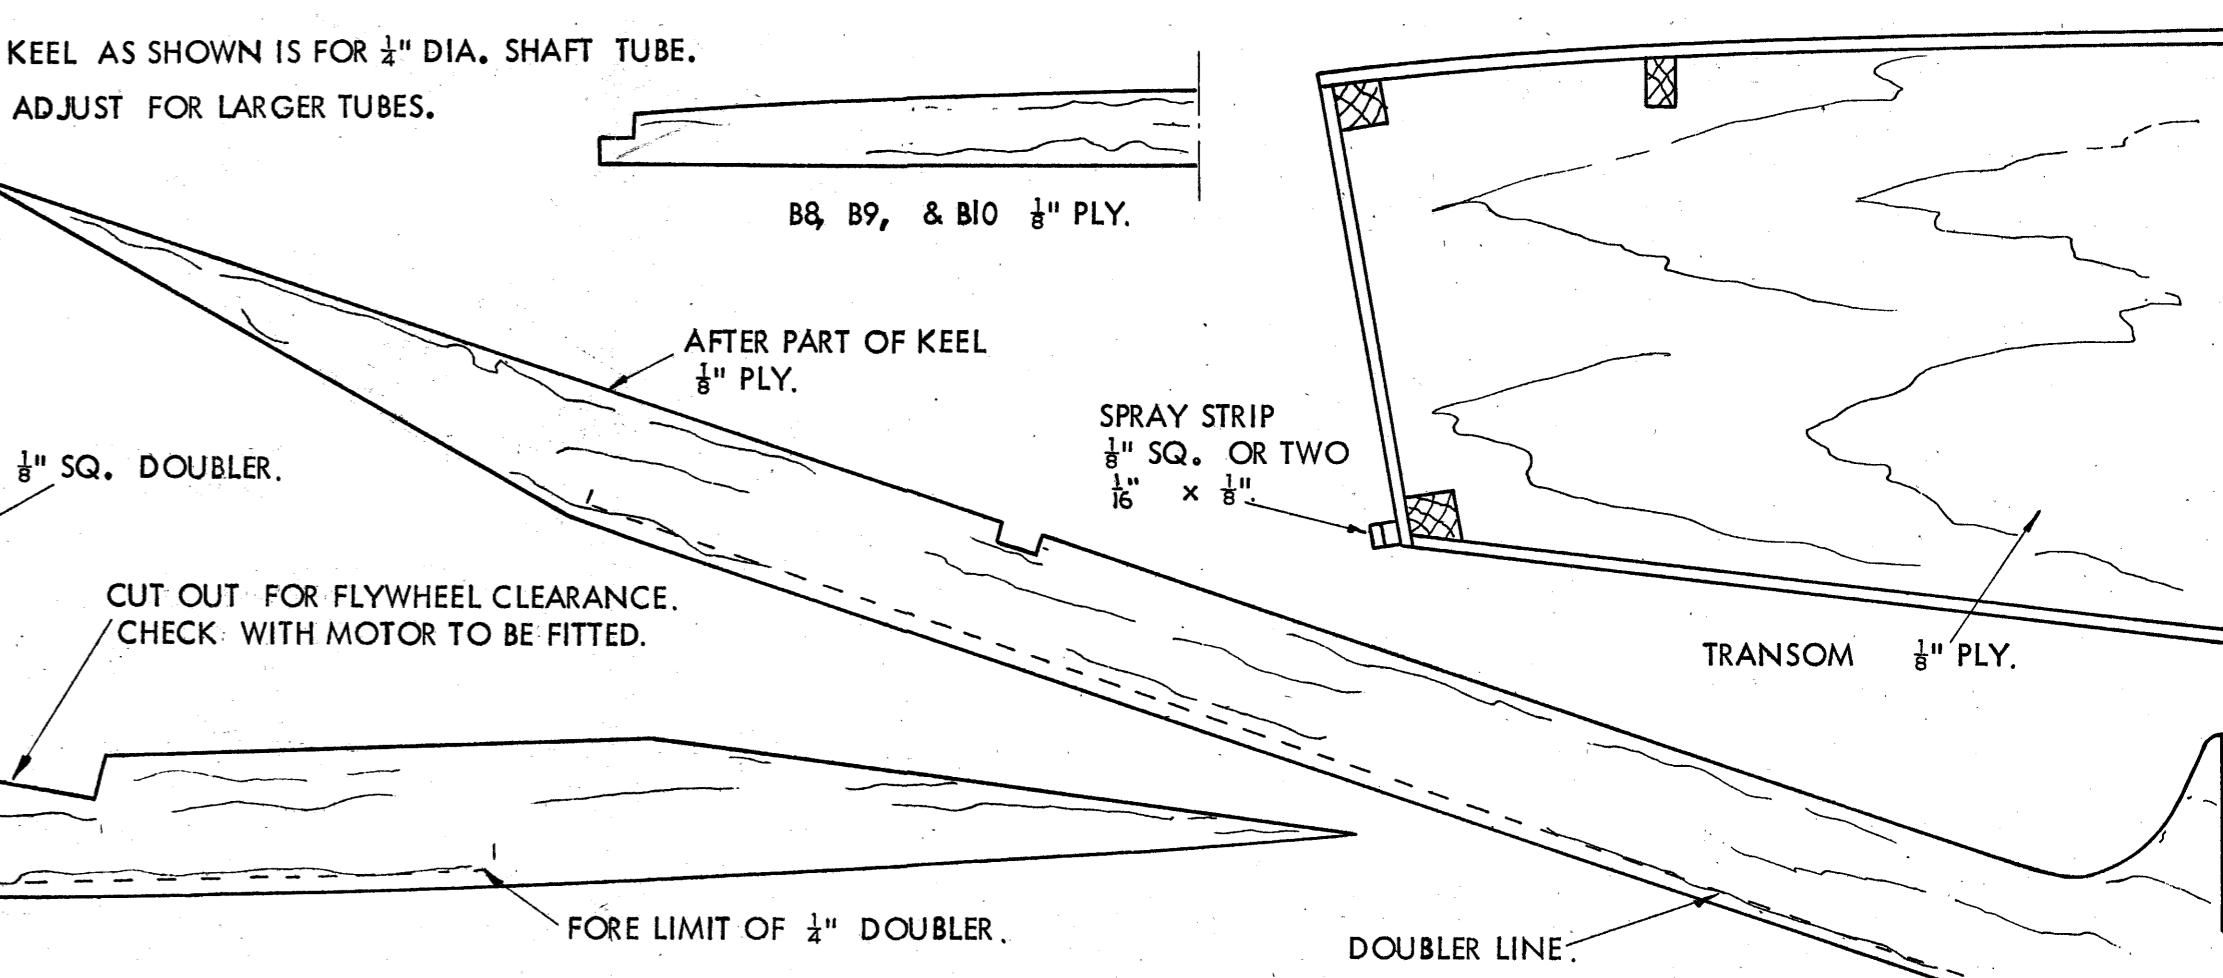 KEEL AS SHOWN IS FOR ¼" DIA. SHAFT TUBE.
ADJUST FOR LARGER TUBES.
B8, B9, & B10 ⅛" PLY.
AFTER PART OF KEEL
⅛" PLY.
SPRAY STRIP
⅛" SQ. OR TWO
1/16" x ⅛".
⅛" SQ. DOUBLER.
CUT OUT FOR FLYWHEEL CLEARANCE.
CHECK WITH MOTOR TO BE FITTED.
TRANSOM ⅛" PLY.
FORE LIMIT OF ¼" DOUBLER.
DOUBLER LINE.